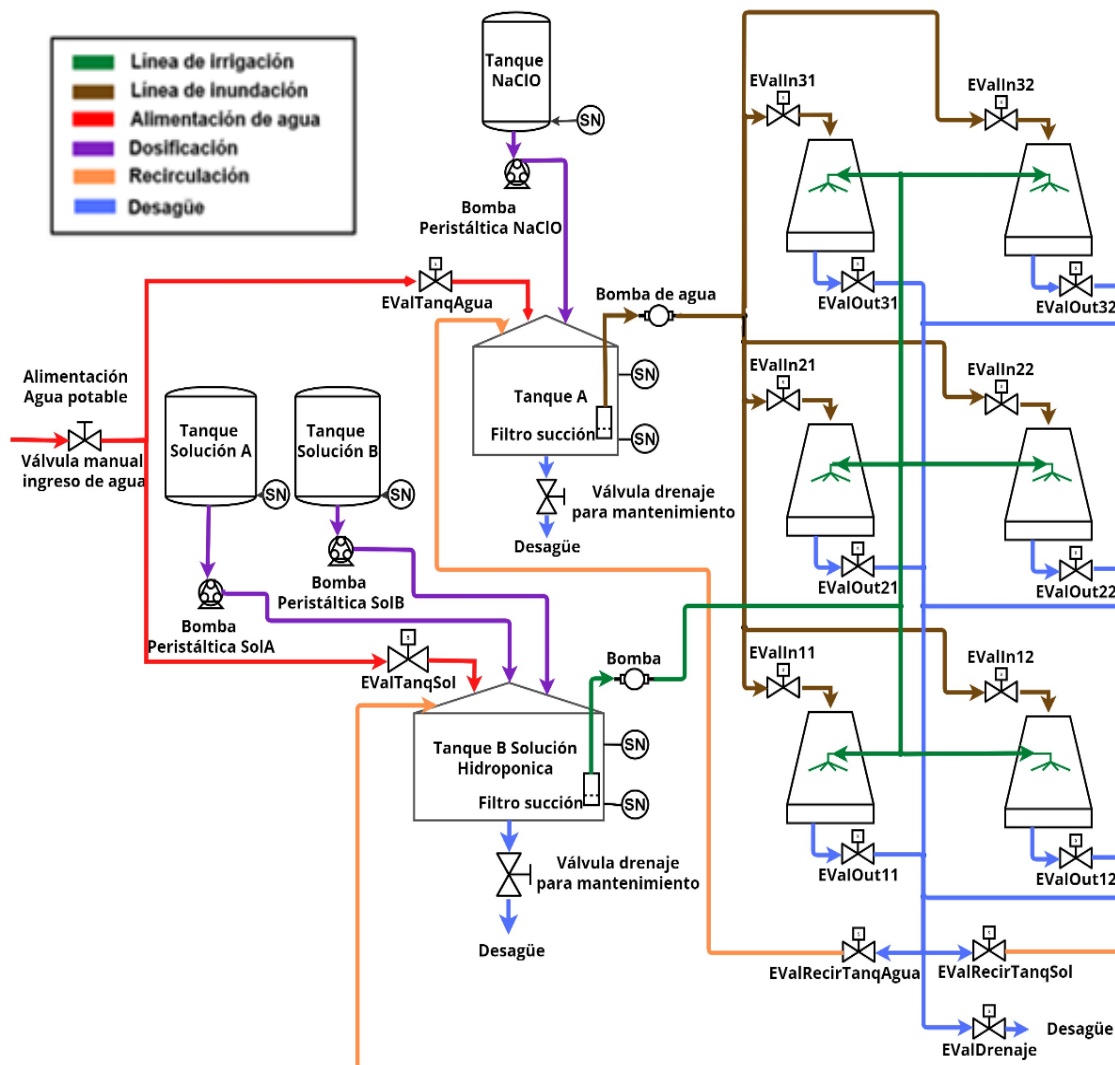 Línea de irrigación
Línea de inundación
Alimentación de agua
Dosificación
Recirculación
Desagüe
Tanque
NaClO
SN
Bomba
Peristáltica NaClO
EValTanqAgua
Alimentación
Agua potable
Válvula manual
ingreso de agua
Tanque
Solución A
SN
Tanque
Solución B
SN
Bomba
Peristáltica SolA
Bomba
Peristáltica SolB
EValTanqSol
Bomba de agua
Tanque A
Filtro succión
SN
SN
Válvula drenaje
para mantenimiento
Desagüe
Bomba
Tanque B Solución
Hidroponica
Filtro succión
SN
SN
Válvula drenaje
para mantenimiento
Desagüe
EValIn31
EValIn32
EValOut31
EValOut32
EValIn21
EValIn22
EValOut21
EValOut22
EValIn11
EValIn12
EValOut11
EValOut12
EValRecirTanqAgua
EValRecirTanqSol
EValDrenaje
Desagüe